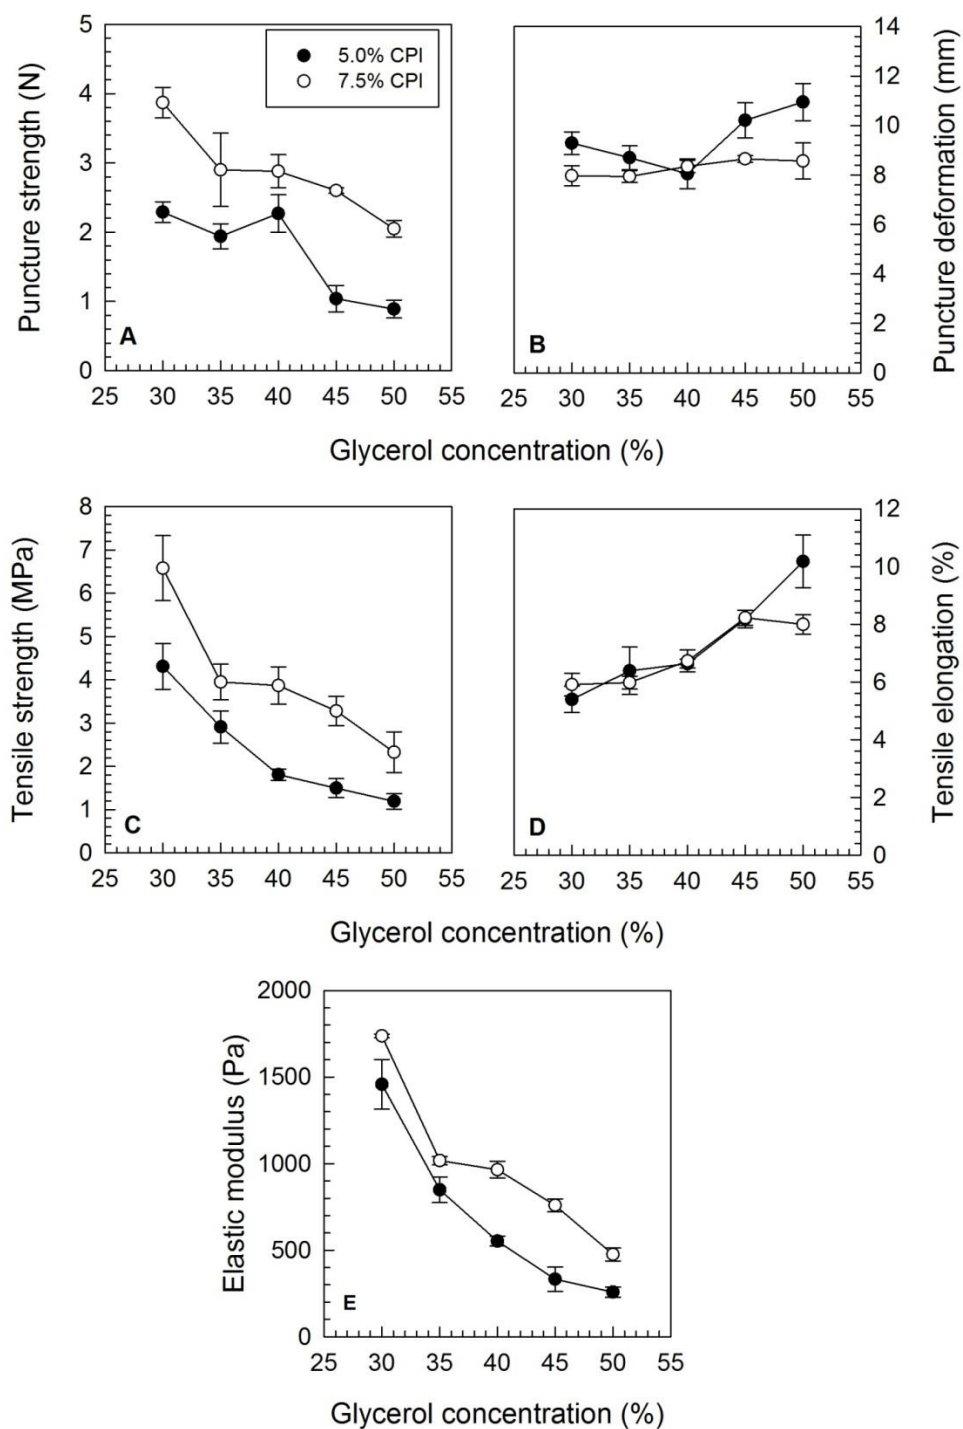 5
4
3
2
1
0
Puncture strength (N)
5.0% CPI
7.5% CPI
A
25 30 35 40 45 50 55
14
12
10
8
6
4
2
0
Puncture deformation (mm)
B
25 30 35 40 45 50 55
Glycerol concentration (%)
8
7
6
5
4
3
2
1
0
Tensile strength (MPa)
C
25 30 35 40 45 50 55
12
10
8
6
4
2
0
Tensile elongation (%)
D
25 30 35 40 45 50 55
Glycerol concentration (%)
2000
1500
1000
500
0
Elastic modulus (Pa)
E
25 30 35 40 45 50 55
Glycerol concentration (%)